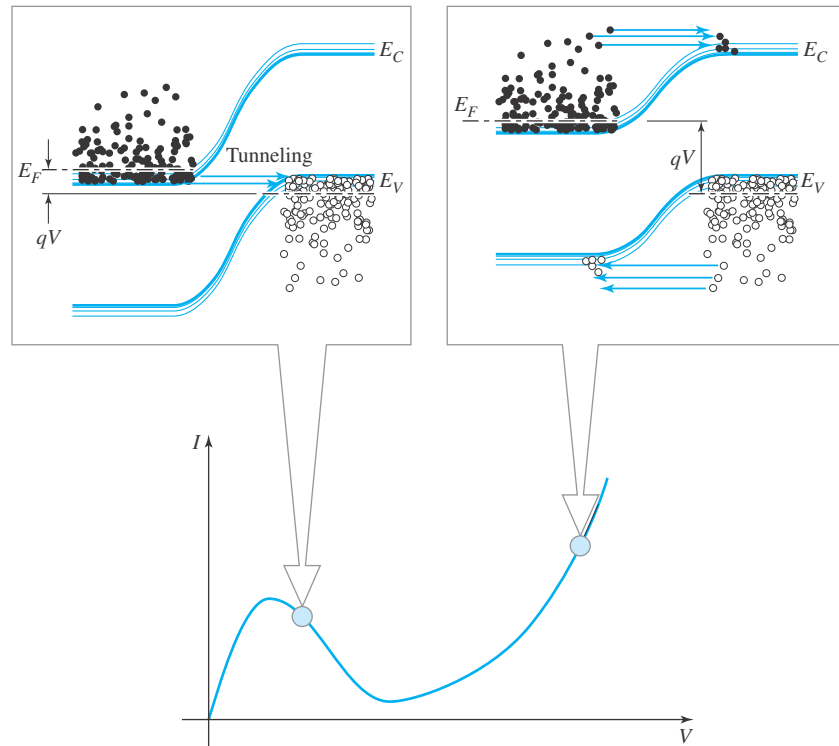 E_C
E_F
Tunneling
E_V
qV
E_C
E_F
qV
E_V
I
V